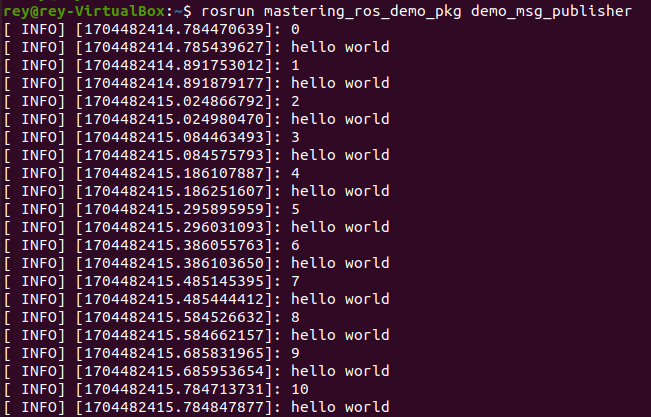 rey@rey-VirtualBox:~$ rosrun mastering_ros_demo_pkg demo_msg_publisher
[ INFO] [1704482414.784470639]: 0
[ INFO] [1704482414.785439627]: hello world
[ INFO] [1704482414.891753012]: 1
[ INFO] [1704482414.891879177]: hello world
[ INFO] [1704482415.024866792]: 2
[ INFO] [1704482415.024980470]: hello world
[ INFO] [1704482415.084463493]: 3
[ INFO] [1704482415.084575793]: hello world
[ INFO] [1704482415.186107887]: 4
[ INFO] [1704482415.186251607]: hello world
[ INFO] [1704482415.295895959]: 5
[ INFO] [1704482415.296031093]: hello world
[ INFO] [1704482415.386055763]: 6
[ INFO] [1704482415.386103650]: hello world
[ INFO] [1704482415.485145395]: 7
[ INFO] [1704482415.485444412]: hello world
[ INFO] [1704482415.584526632]: 8
[ INFO] [1704482415.584662157]: hello world
[ INFO] [1704482415.685831965]: 9
[ INFO] [1704482415.685953654]: hello world
[ INFO] [1704482415.784713731]: 10
[ INFO] [1704482415.784847877]: hello world